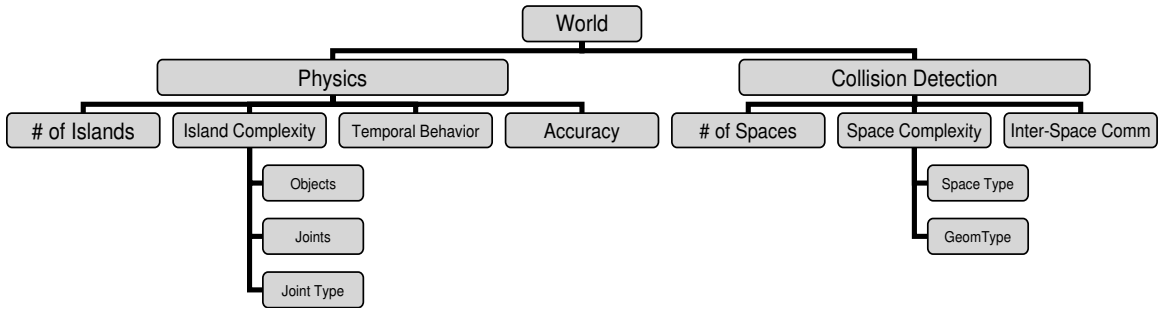 World
Physics
Collision Detection
# of Islands
Island Complexity
Temporal Behavior
Accuracy
# of Spaces
Space Complexity
Inter-Space Comm
Objects
Joints
Joint Type
Space Type
GeomType